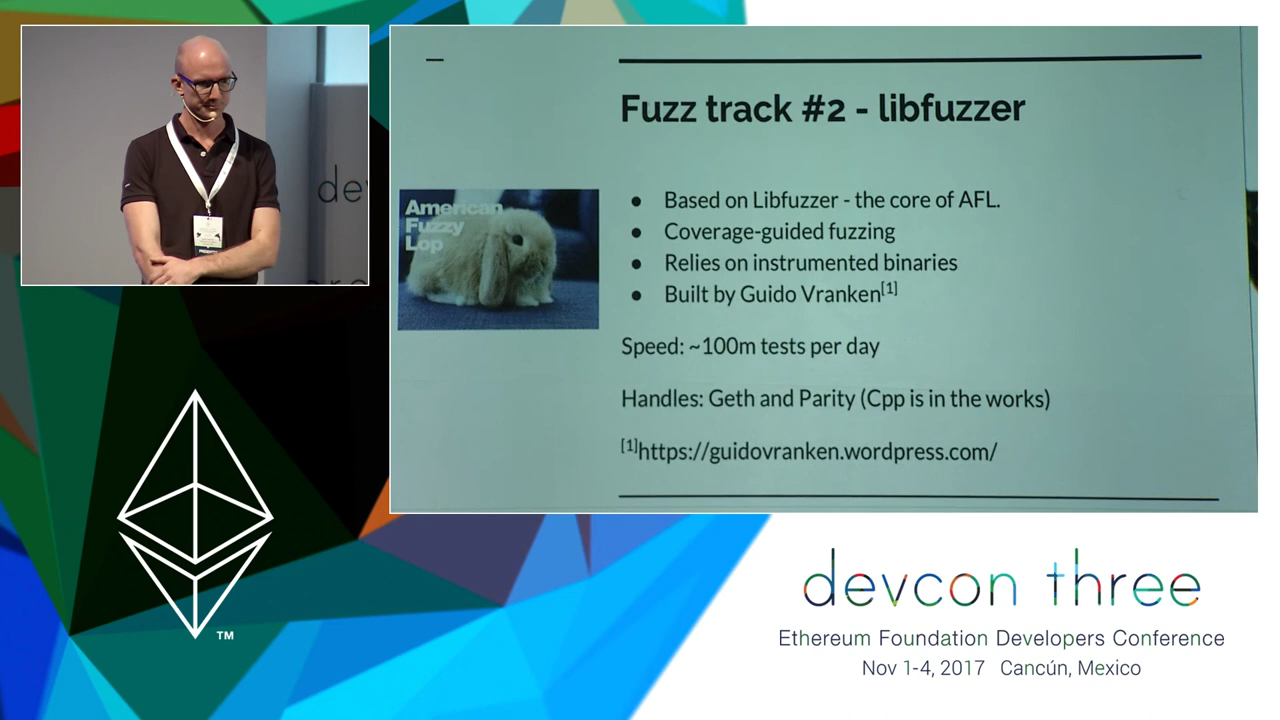 de
Fuzz track #2 - libfuzzer
American
Fuzzy
Lop
● Based on Libfuzzer - the core of AFL.
● Coverage-guided fuzzing
● Relies on instrumented binaries
● Built by Guido Vranken[1]
Speed: ~100m tests per day
Handles: Geth and Parity (Cpp is in the works)
[1]https://guidovranken.wordpress.com/
TM
devcon three
Ethereum Foundation Developers Conference
Nov 1-4, 2017 Cancún, Mexico